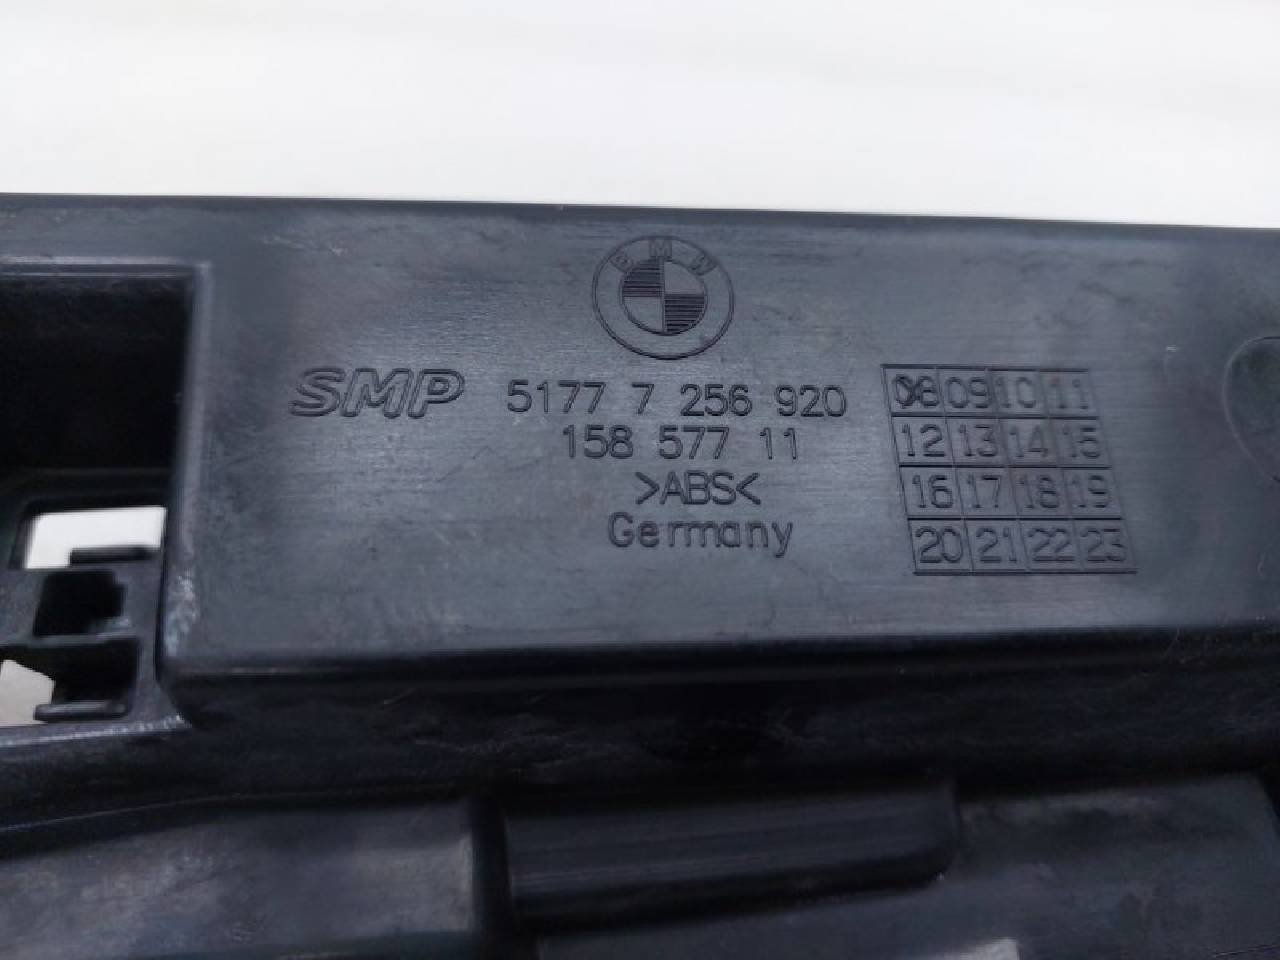 BMW
SMP 5177 7 256 920
158 577 11
>ABS<
Germany
08 09 10 11
12 13 14 15
16 17 18 19
20 21 22 23